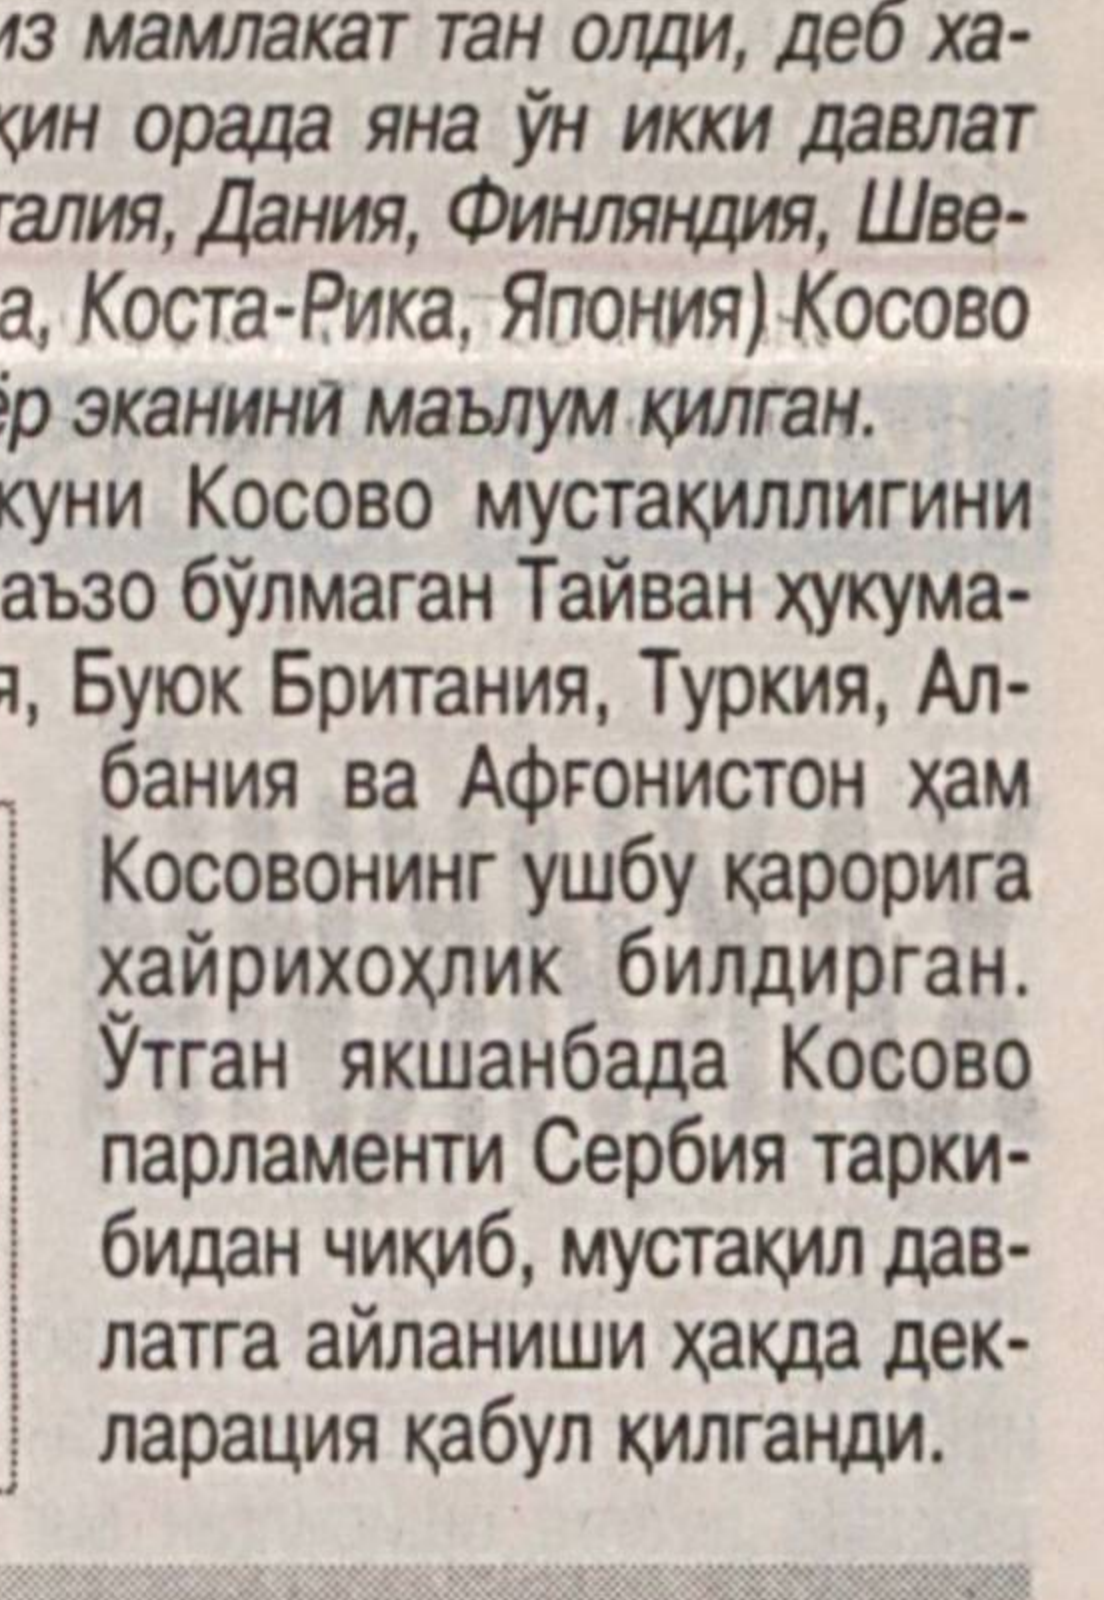 из мамлакат тан олди, деб ха-
қин орада яна ўн икки давлат
талия, Дания, Финляндия, Шве-
а, Коста-Рика, Япония) Косово
ёр эканини маълум қилган.
куни Косово мустақиллигини
аъзо бўлмаган Тайван ҳукума-
я, Буюк Британия, Туркия, Ал-
бания ва Афғонистон ҳам
Косовонинг ушбу қарорига
хайрихоҳлик билдирган.
Ўтган якшанбада Косово
парламенти Сербия тарки-
бидан чиқиб, мустақил дав-
латга айланиши ҳақда дек-
ларация қабул қилганди.